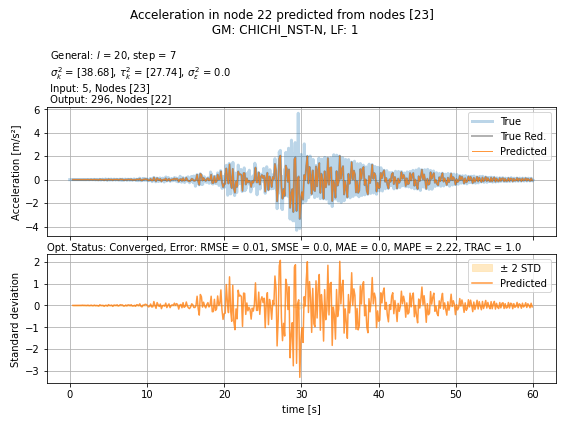 Acceleration in node 22 predicted from nodes [23]
GM: CHICHI_NST-N, LF: 1
General: l = 20, step = 7
σ²ₖ = [38.68], τ²ₖ = [27.74], σ²ε = 0.0
Input: 5, Nodes [23]
Output: 296, Nodes [22]
6
4
2
0
−2
−4
Acceleration [m/s²]
True
True Red.
Predicted
Opt. Status: Converged, Error: RMSE = 0.01, SMSE = 0.0, MAE = 0.0, MAPE = 2.22, TRAC = 1.0
2
1
0
−1
−2
−3
Standard deviation
± 2 STD
Predicted
0 10 20 30 40 50 60
time [s]